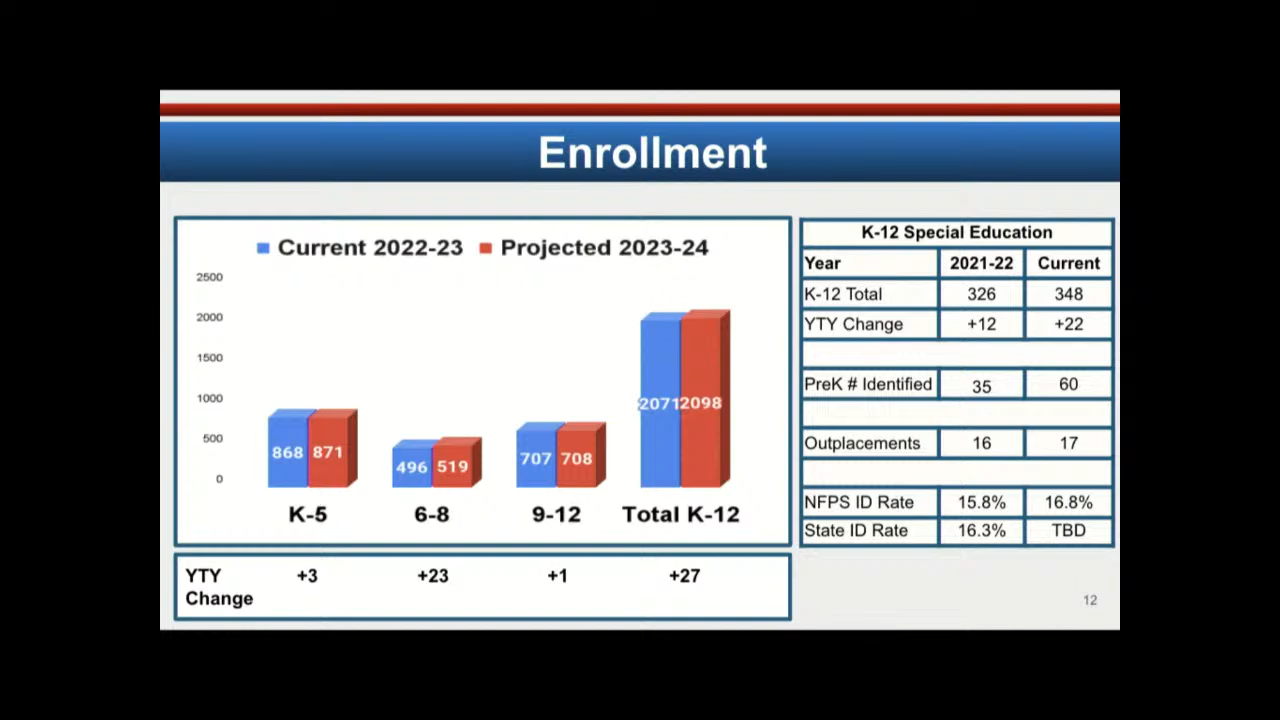 Enrollment
Current 2022-23 Projected 2023-24
2500
2000
1500
1000
500
0
868 871 496 519 707 708 2071 2098
K-5 6-8 9-12 Total K-12
YTY Change +3 +23 +1 +27
K-12 Special Education
Year 2021-22 Current
K-12 Total 326 348
YTY Change +12 +22
PreK # Identified 35 60
Outplacements 16 17
NFPS ID Rate 15.8% 16.8%
State ID Rate 16.3% TBD
12